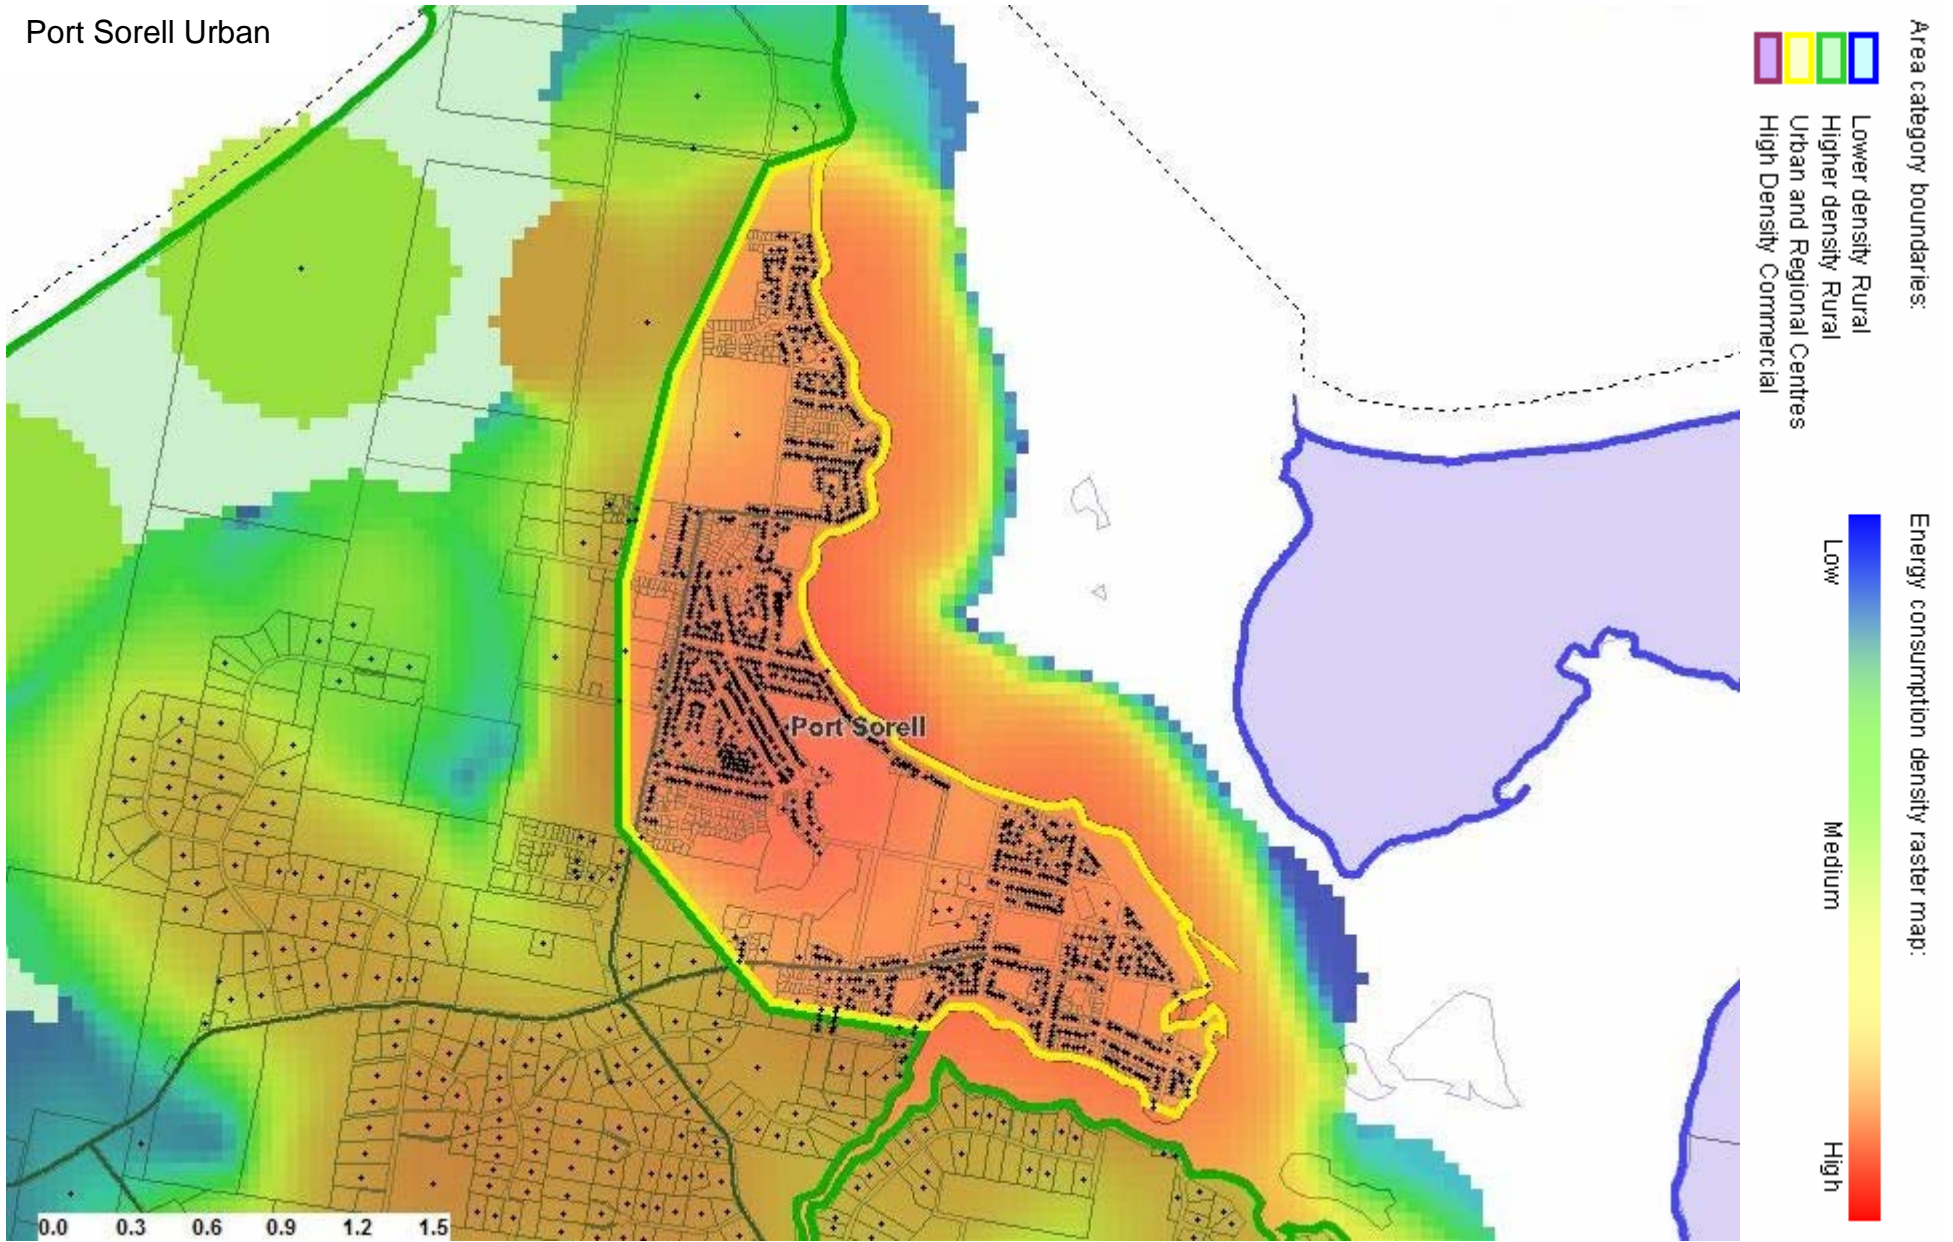 Port Sorell Urban
Port Sorell
0.0 0.3 0.6 0.9 1.2 1.5
Area category boundaries:
Lower density Rural
Higher density Rural
Urban and Regional Centres
High Density Commercial
Energy consumption density raster map:
Low
Medium
High